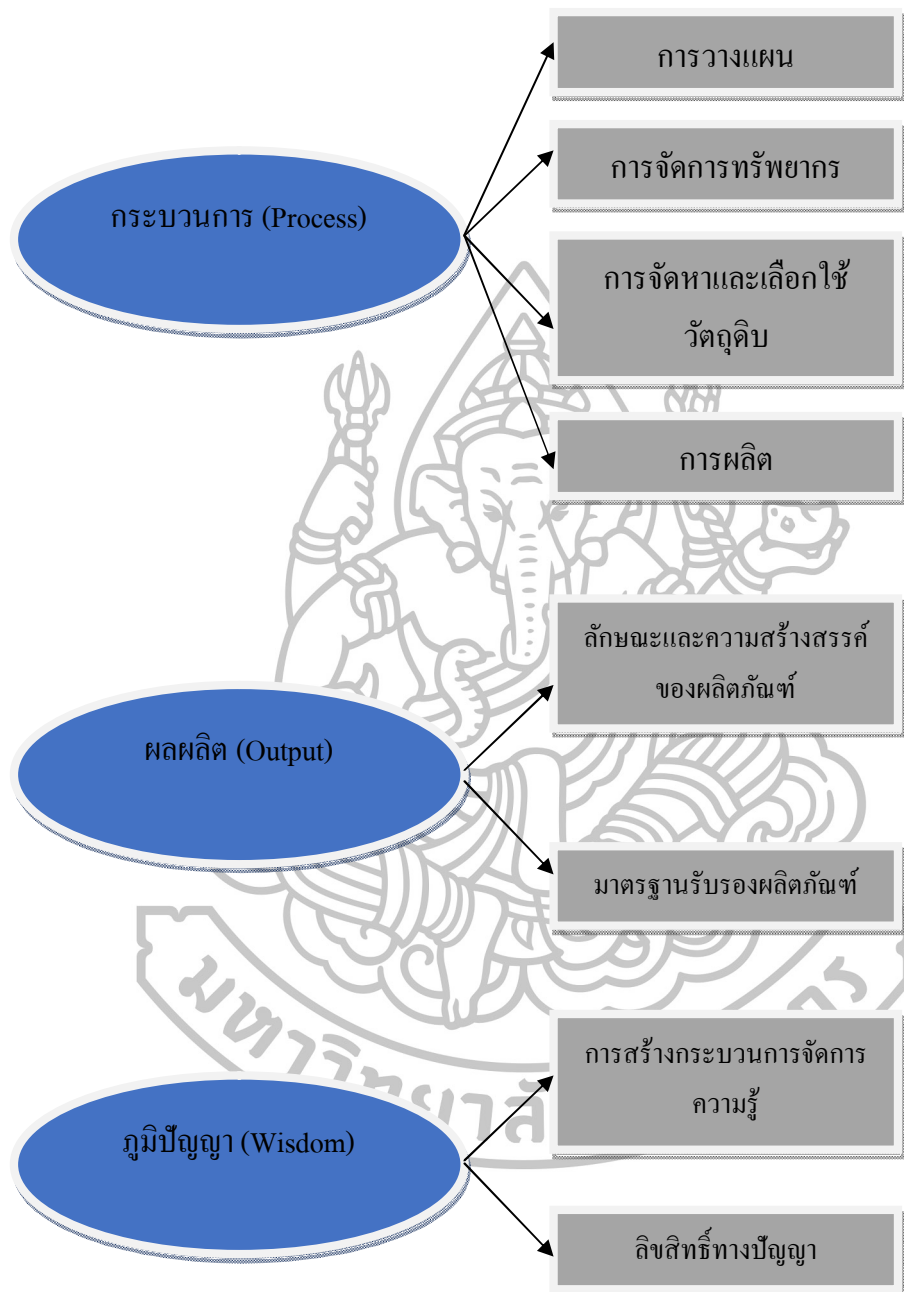 การวางแผน
กระบวนการ (Process)
การจัดการทรัพยากร
การจัดหาและเลือกใช้
วัตถุดิบ
การผลิต
ผลผลิต (Output)
ลักษณะและความสร้างสรรค์
ของผลิตภัณฑ์
มาตรฐานรับรองผลิตภัณฑ์
ภูมิปัญญา (Wisdom)
การสร้างกระบวนการจัดการ
ความรู้
ลิขสิทธิ์ทางปัญญา